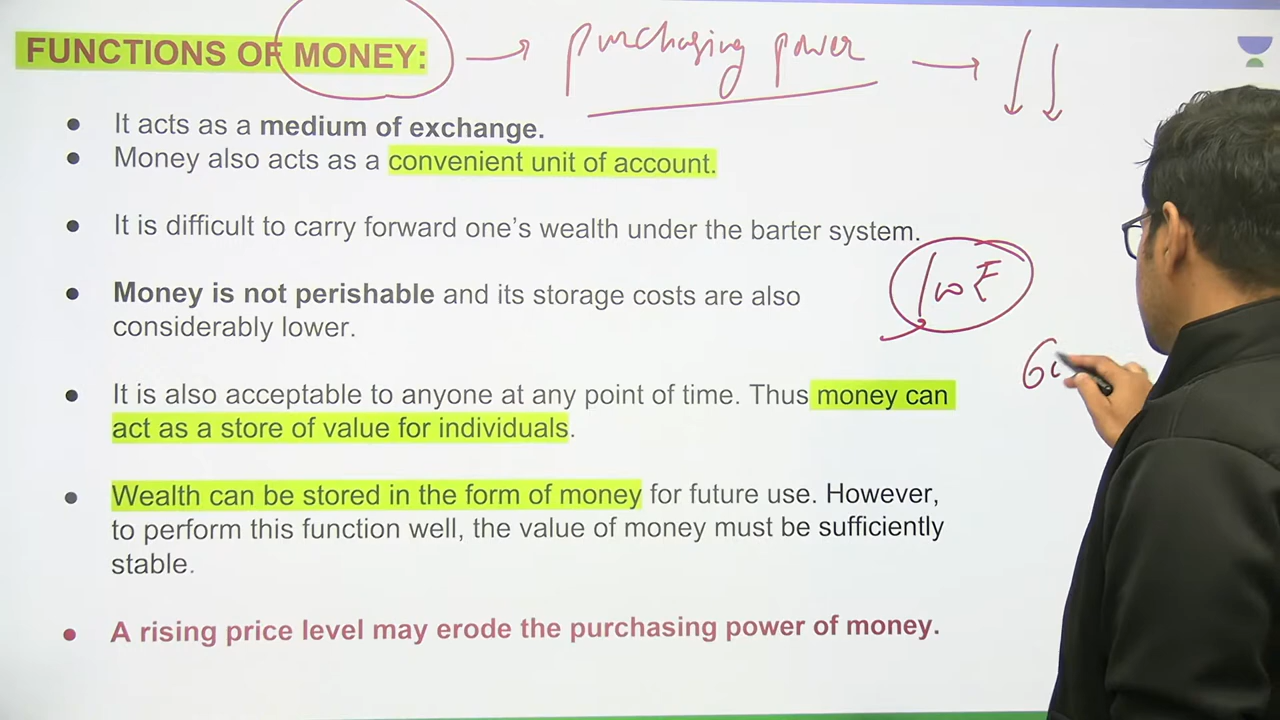 FUNCTIONS OF MONEY: → purchasing power → ↓↓
• It acts as a medium of exchange.
• Money also acts as a convenient unit of account.
• It is difficult to carry forward one's wealth under the barter system.
100 ₹
• Money is not perishable and its storage costs are also
considerably lower.
• It is also acceptable to anyone at any point of time. Thus money can
act as a store of value for individuals.
• Wealth can be stored in the form of money for future use. However,
to perform this function well, the value of money must be sufficiently
stable.
• A rising price level may erode the purchasing power of money.